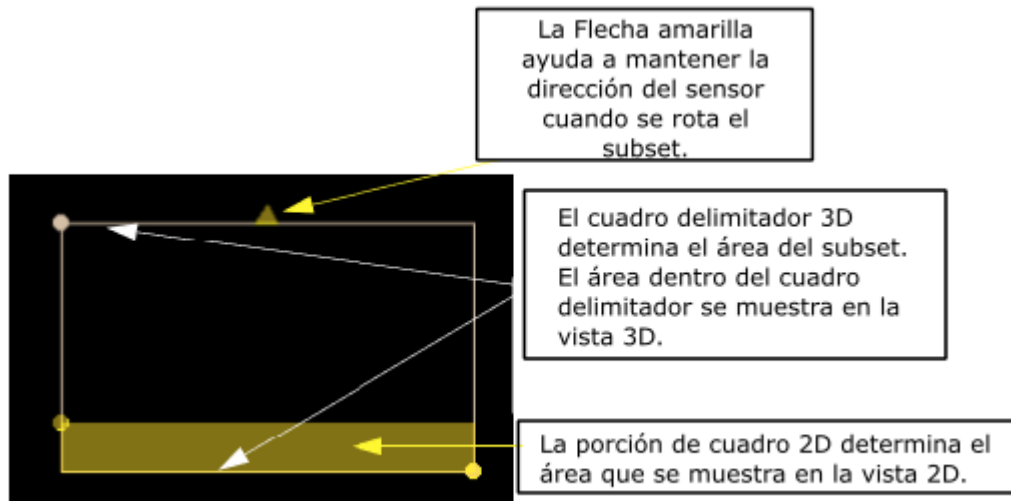 La Flecha amarilla
ayuda a mantener la
dirección del sensor
cuando se rota el
subset.
El cuadro delimitador 3D
determina el área del subset.
El área dentro del cuadro
delimitador se muestra en la
vista 3D.
La porción de cuadro 2D determina el
área que se muestra en la vista 2D.